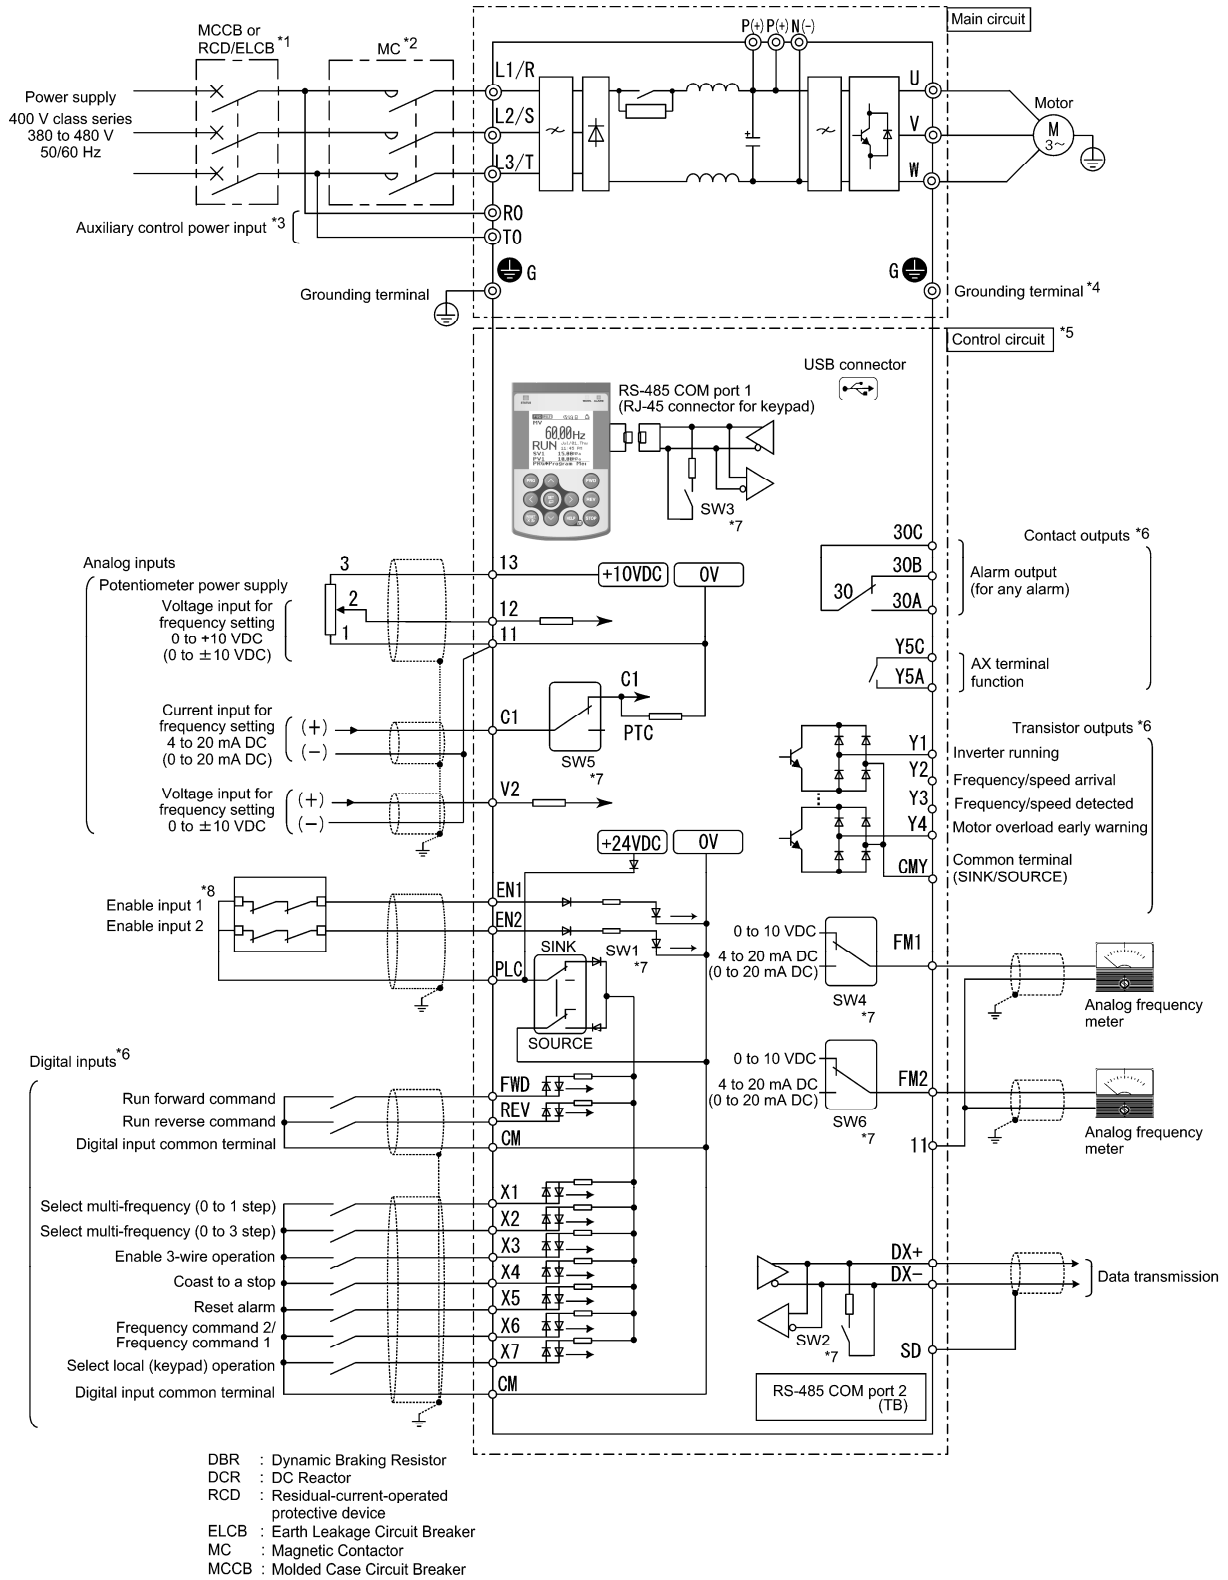 Main circuit
MCCB or
RCD/ELCB *1
MC *2
P(+) P(+) N(-)
Power supply
400 V class series
380 to 480 V
50/60 Hz
L1/R
L2/S
L3/T
R0
T0
U
V
W
Motor
M
3~
Auxiliary control power input *3
G
G
Grounding terminal
Grounding terminal *4
Control circuit *5
USB connector
RS-485 COM port 1
(RJ-45 connector for keypad)
60.00Hz
RUN
SW3
*7
Analog inputs
Potentiometer power supply
Voltage input for
frequency setting
0 to +10 VDC
(0 to ±10 VDC)
3
2
1
13
12
11
+10VDC
0V
Current input for
frequency setting
4 to 20 mA DC
(0 to 20 mA DC)
(+)
(−)
C1
C1
PTC
SW5
*7
Voltage input for
frequency setting
0 to ±10 VDC
(+)
(−)
V2
+24VDC
0V
30C
30B
30A
30
Contact outputs *6
Alarm output
(for any alarm)
Y5C
Y5A
AX terminal
function
Transistor outputs *6
Y1
Inverter running
Y2
Frequency/speed arrival
Y3
Frequency/speed detected
Y4
Motor overload early warning
CMY
Common terminal
(SINK/SOURCE)
*8
Enable input 1
Enable input 2
EN1
EN2
PLC
SINK
SW1
*7
SOURCE
0 to 10 VDC
4 to 20 mA DC
(0 to 20 mA DC)
SW4
*7
FM1
Analog frequency
meter
0 to 10 VDC
4 to 20 mA DC
(0 to 20 mA DC)
SW6
*7
FM2
Analog frequency
meter
11
Digital inputs *6
Run forward command
FWD
Run reverse command
REV
Digital input common terminal
CM
Select multi-frequency (0 to 1 step)
X1
Select multi-frequency (0 to 3 step)
X2
Enable 3-wire operation
X3
Coast to a stop
X4
Reset alarm
X5
Frequency command 2/
Frequency command 1
X6
Select local (keypad) operation
X7
Digital input common terminal
CM
DX+
DX−
Data transmission
SW2
*7
SD
RS-485 COM port 2
(TB)
DBR : Dynamic Braking Resistor
DCR : DC Reactor
RCD : Residual-current-operated
protective device
ELCB : Earth Leakage Circuit Breaker
MC : Magnetic Contactor
MCCB : Molded Case Circuit Breaker